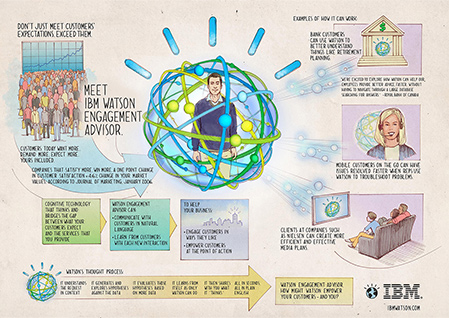 DON'T JUST MEET CUSTOMERS'
EXPECTATIONS, EXCEED THEM.
MEET
IBM WATSON
ENGAGEMENT
ADVISOR.
CUSTOMERS TODAY WANT MORE,
DEMAND MORE, EXPECT MORE.
YOURS INCLUDED.
COMPANIES THAT SATISFY MORE, WIN MORE. A ONE POINT CHANGE
IN CUSTOMER SATISFACTION = 4.6% CHANGE IN YOUR MARKET
VALUE, ACCORDING TO JOURNAL OF MARKETING, JANUARY 2006.
EXAMPLES OF HOW IT CAN WORK:
BANK CUSTOMERS
CAN USE WATSON TO
BETTER UNDERSTAND
THINGS LIKE RETIREMENT
PLANNING.
"WE'RE EXCITED TO EXPLORE HOW WATSON CAN HELP OUR
EMPLOYEES PROVIDE BETTER ADVICE, FASTER, WITHOUT
HAVING TO NAVIGATE THROUGH A LARGE DATABASE
SEARCHING FOR ANSWERS." - ROYAL BANK OF CANADA
MOBILE CUSTOMERS ON THE GO CAN HAVE
ISSUES RESOLVED FASTER WHEN REPS USE
WATSON TO TROUBLESHOOT PROBLEMS.
CLIENTS AT COMPANIES SUCH
AS NIELSEN CAN CREATE MORE
EFFICIENT AND EFFECTIVE
MEDIA PLANS.
COGNITIVE TECHNOLOGY
THAT THINKS AND
BRIDGES THE GAP
BETWEEN WHAT YOUR
CUSTOMERS EXPECT
AND THE SERVICES THAT
YOU PROVIDE
WATSON ENGAGEMENT
ADVISOR CAN:
• COMMUNICATE WITH
CUSTOMERS IN NATURAL
LANGUAGE
• LEARN FROM CUSTOMERS
WITH EACH NEW INTERACTION
TO HELP
YOUR BUSINESS:
• ENGAGE CUSTOMERS
IN WAYS THEY LIKE
• EMPOWER CUSTOMERS
AT THE POINT OF ACTION
WATSON'S THOUGHT PROCESS
IT UNDERSTANDS
THE REQUEST
IN CONTEXT
IT GENERATES AND
EXPLORES HYPOTHESES
AGAINST THE DATA
IT EVALUATES THESE
HYPOTHESES BASED
ON MORE DATA
IT LEARNS FROM
ITSELF AS ONLY
WATSON CAN DO
IT THEN SHARES
WITH YOU WHAT
IT THINKS
ALL IN SECONDS
ALL IN PLAIN
ENGLISH
WATSON ENGAGEMENT ADVISOR
HOW MIGHT WATSON EMPOWER
YOUR CUSTOMERS - AND YOU?
IBM.
IBMWATSON.COM